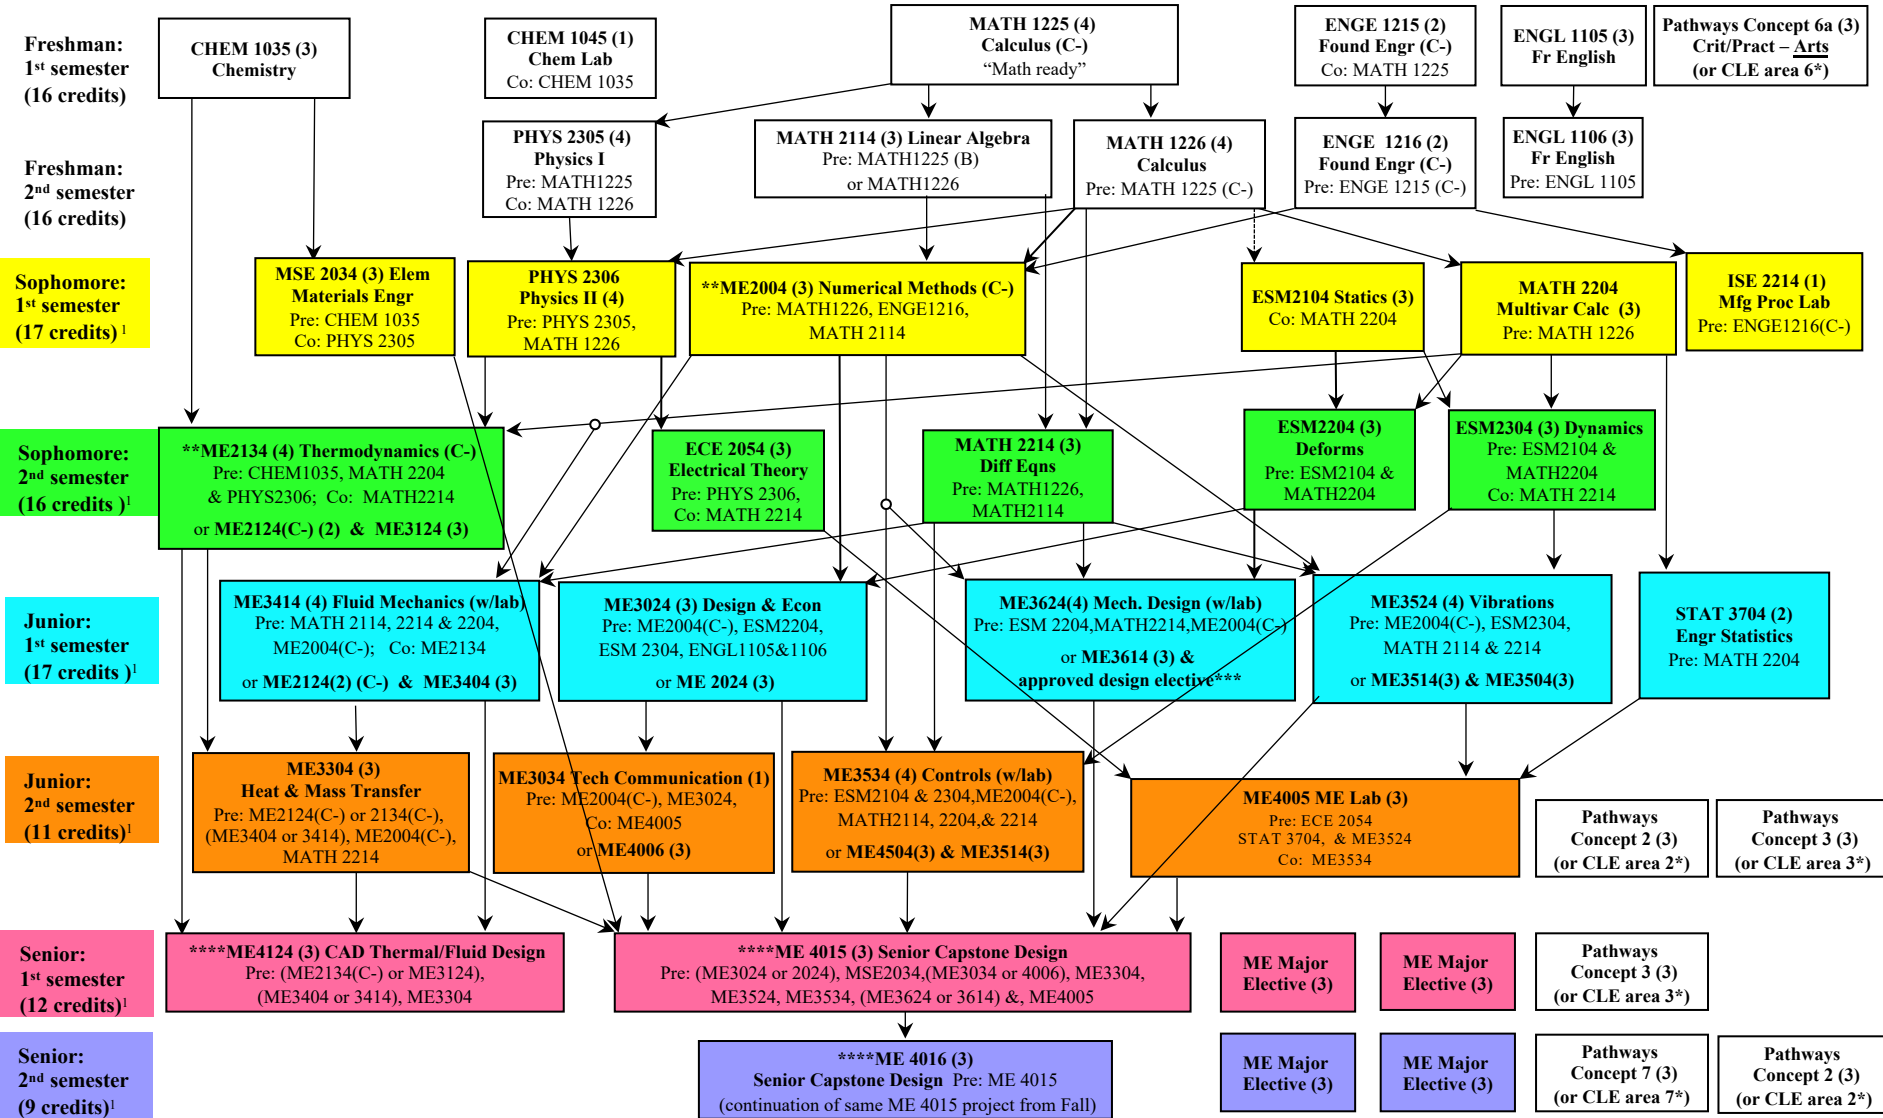 Freshman:
1st semester
(16 credits)
CHEM 1035 (3)
Chemistry
CHEM 1045 (1)
Chem Lab
Co: CHEM 1035
MATH 1225 (4)
Calculus (C-)
“Math ready”
ENGE 1215 (2)
Found Engr (C-)
Co: MATH 1225
ENGL 1105 (3)
Fr English
Pathways Concept 6a (3)
Crit/Pract – Arts
(or CLE area 6*)
Freshman:
2nd semester
(16 credits)
PHYS 2305 (4)
Physics I
Pre: MATH1225
Co: MATH 1226
MATH 2114 (3) Linear Algebra
Pre: MATH1225 (B)
or MATH1226
MATH 1226 (4)
Calculus
Pre: MATH 1225 (C-)
ENGE 1216 (2)
Found Engr (C-)
Pre: ENGE 1215 (C-)
ENGL 1106 (3)
Fr English
Pre: ENGL 1105
Sophomore:
1st semester
(17 credits) 1
MSE 2034 (3) Elem
Materials Engr
Pre: CHEM 1035
Co: PHYS 2305
PHYS 2306
Physics II (4)
Pre: PHYS 2305,
MATH 1226
**ME2004 (3) Numerical Methods (C-)
Pre: MATH1226, ENGE1216,
MATH 2114
ESM2104 Statics (3)
Co: MATH 2204
MATH 2204
Multivar Calc (3)
Pre: MATH 1226
ISE 2214 (1)
Mfg Proc Lab
Pre: ENGE1216(C-)
Sophomore:
2nd semester
(16 credits )1
**ME2134 (4) Thermodynamics (C-)
Pre: CHEM1035, MATH 2204
& PHYS2306; Co: MATH2214
or ME2124(C-) (2) & ME3124 (3)
ECE 2054 (3)
Electrical Theory
Pre: PHYS 2306,
Co: MATH 2214
MATH 2214 (3)
Diff Eqns
Pre: MATH1226,
MATH2114
ESM2204 (3)
Deforms
Pre: ESM2104 &
MATH2204
ESM2304 (3) Dynamics
Pre: ESM2104 &
MATH2204
Co: MATH 2214
Junior:
1st semester
(17 credits )1
ME3414 (4) Fluid Mechanics (w/lab)
Pre: MATH 2114, 2214 & 2204,
ME2004(C-); Co: ME2134
or ME2124(2) (C-) & ME3404 (3)
ME3024 (3) Design & Econ
Pre: ME2004(C-), ESM2204,
ESM 2304, ENGL1105&1106
or ME 2024 (3)
ME3624(4) Mech. Design (w/lab)
Pre: ESM 2204,MATH2214,ME2004(C-)
or ME3614 (3) &
approved design elective***
ME3524 (4) Vibrations
Pre: ME2004(C-), ESM2304,
MATH 2114 & 2214
or ME3514(3) & ME3504(3)
STAT 3704 (2)
Engr Statistics
Pre: MATH 2204
Junior:
2nd semester
(11 credits)1
ME3304 (3)
Heat & Mass Transfer
Pre: ME2124(C-) or 2134(C-),
(ME3404 or 3414), ME2004(C-),
MATH 2214
ME3034 Tech Communication (1)
Pre: ME2004(C-), ME3024,
Co: ME4005
or ME4006 (3)
ME3534 (4) Controls (w/lab)
Pre: ESM2104 & 2304,ME2004(C-),
MATH2114, 2204,& 2214
or ME4504(3) & ME3514(3)
ME4005 ME Lab (3)
Pre: ECE 2054
STAT 3704, & ME3524
Co: ME3534
Pathways
Concept 2 (3)
(or CLE area 2*)
Pathways
Concept 3 (3)
(or CLE area 3*)
Senior:
1st semester
(12 credits)1
****ME4124 (3) CAD Thermal/Fluid Design
Pre: (ME2134(C-) or ME3124),
(ME3404 or 3414), ME3304
****ME 4015 (3) Senior Capstone Design
Pre: (ME3024 or 2024), MSE2034,(ME3034 or 4006), ME3304,
ME3524, ME3534, (ME3624 or 3614) &, ME4005
ME Major
Elective (3)
ME Major
Elective (3)
Pathways
Concept 3 (3)
(or CLE area 3*)
Senior:
2nd semester
(9 credits)1
****ME 4016 (3)
Senior Capstone Design Pre: ME 4015
(continuation of same ME 4015 project from Fall)
ME Major
Elective (3)
ME Major
Elective (3)
Pathways
Concept 7 (3)
(or CLE area 7*)
Pathways
Concept 2 (3)
(or CLE area 2*)